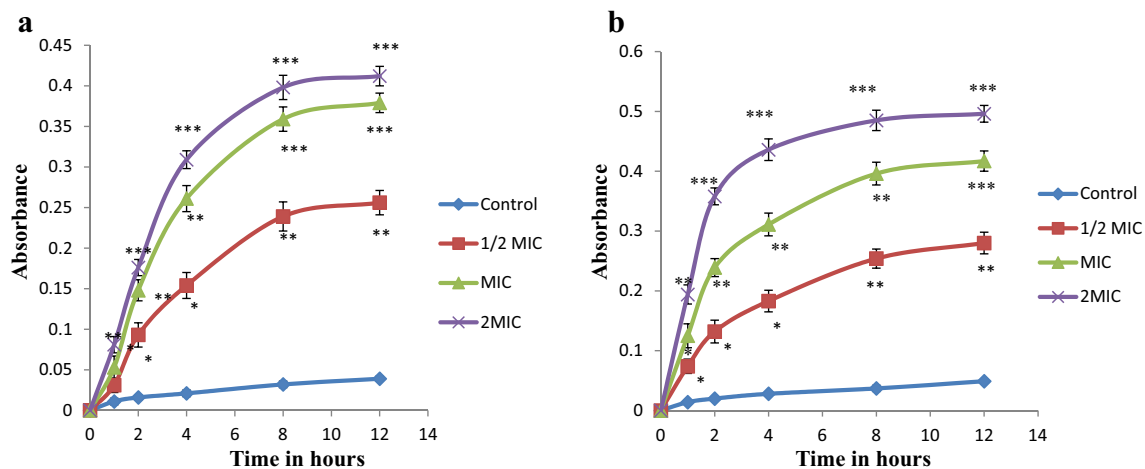 a
0.45
0.4
0.35
0.3
0.25
0.2
0.15
0.1
0.05
0
Absorbance
0 2 4 6 8 10 12 14
Time in hours
***
***
***
***
***
***
**
**
**
**
*
**
*
*
Control
1/2 MIC
MIC
2MIC
b
0.6
0.5
0.4
0.3
0.2
0.1
0
Absorbance
0 2 4 6 8 10 12 14
Time in hours
***
***
***
***
***
**
**
**
**
**
**
*
*
*
*
Control
1/2 MIC
MIC
2MIC